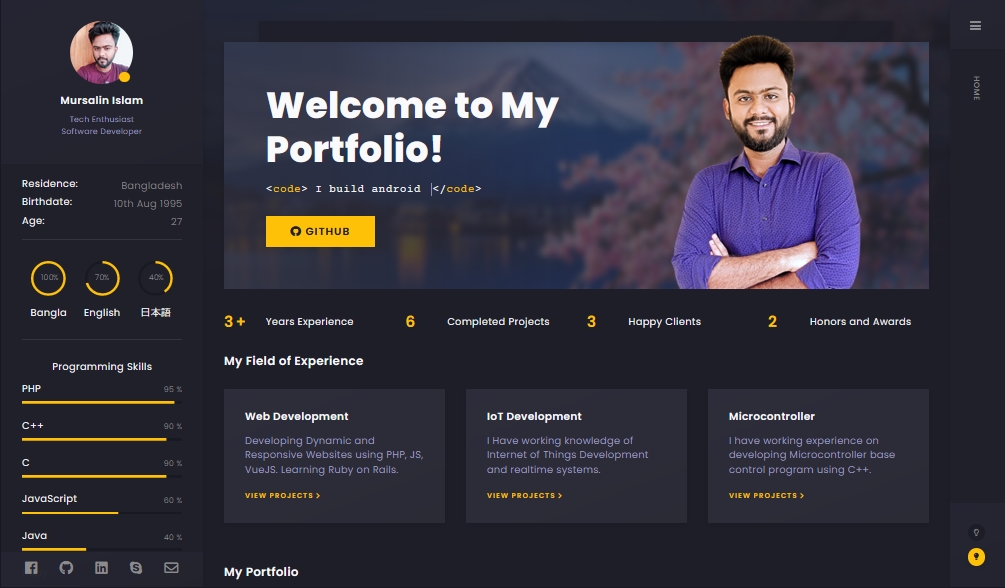 Mursalin Islam
Tech Enthusiast
Software Developer
Residence: Bangladesh
Birthdate: 10th Aug 1995
Age: 27
100% 70% 40%
Bangla English 日本語
Programming Skills
PHP 95 %
C++ 90 %
C 90 %
JavaScript 60 %
Java 40 %
Welcome to My
Portfolio!
<code> I build android |</code>
GITHUB
3 + Years Experience 6 Completed Projects 3 Happy Clients 2 Honors and Awards
My Field of Experience
Web Development
Developing Dynamic and
Responsive Websites using PHP, JS,
VueJS. Learning Ruby on Rails.
VIEW PROJECTS >
IoT Development
I Have working knowledge of
Internet of Things Development
and realtime systems.
VIEW PROJECTS >
Microcontroller
I have working experience on
developing Microcontroller base
control program using C++.
VIEW PROJECTS >
My Portfolio
HOME